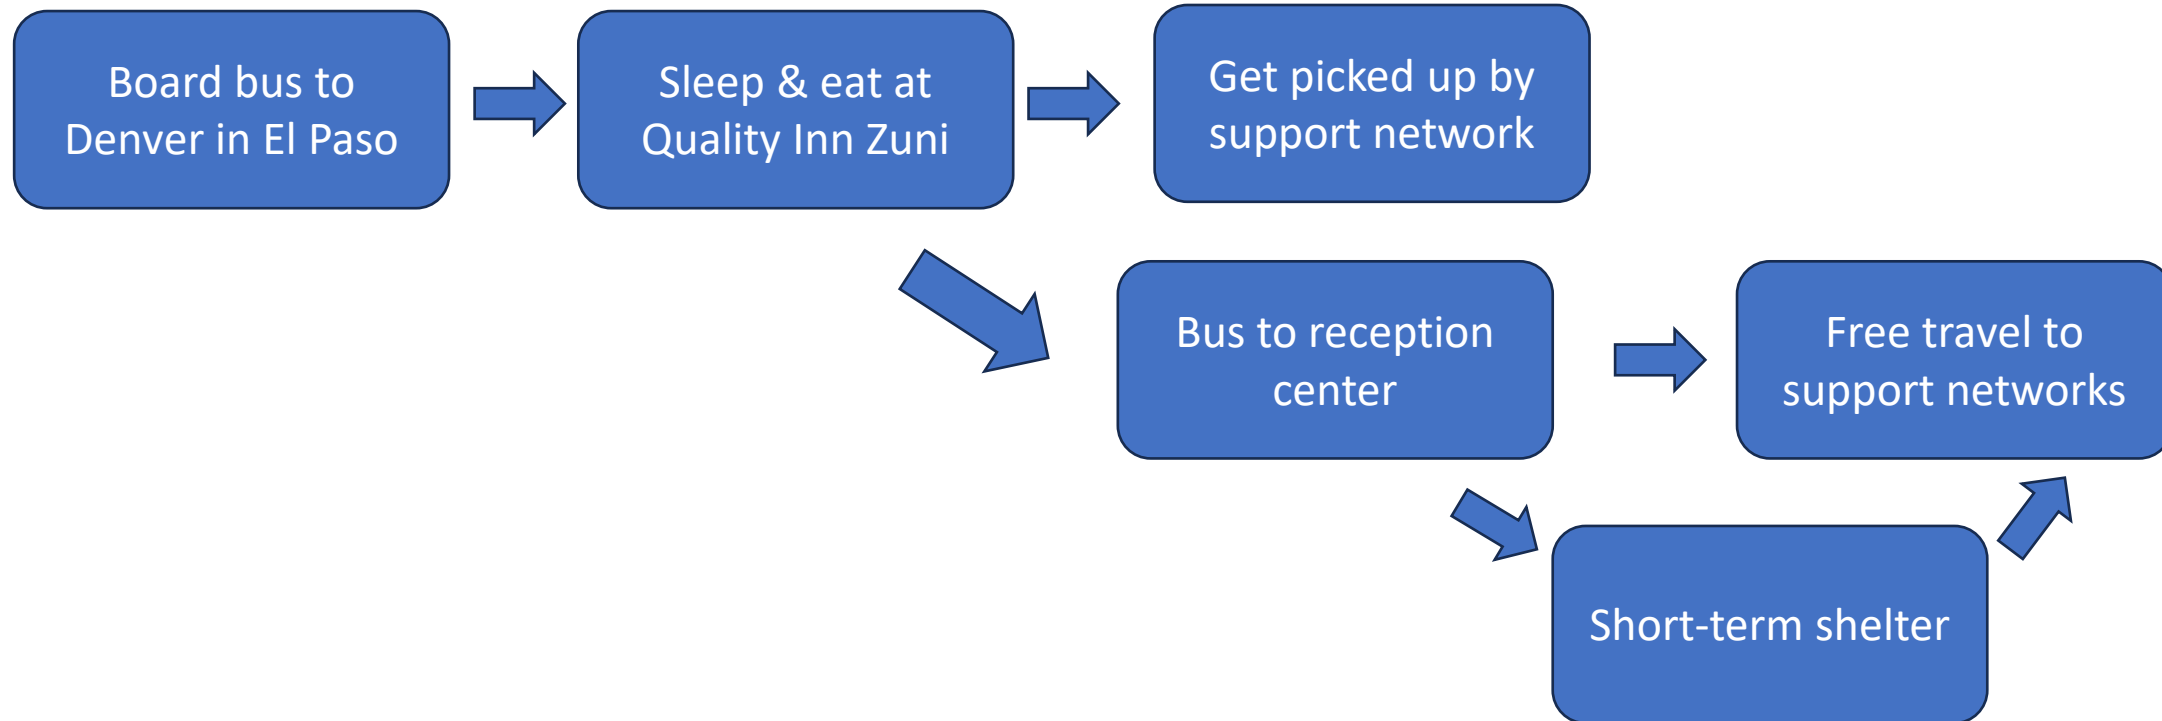 Board bus to
Denver in El Paso
Sleep & eat at
Quality Inn Zuni
Get picked up by
support network
Bus to reception
center
Free travel to
support networks
Short-term shelter